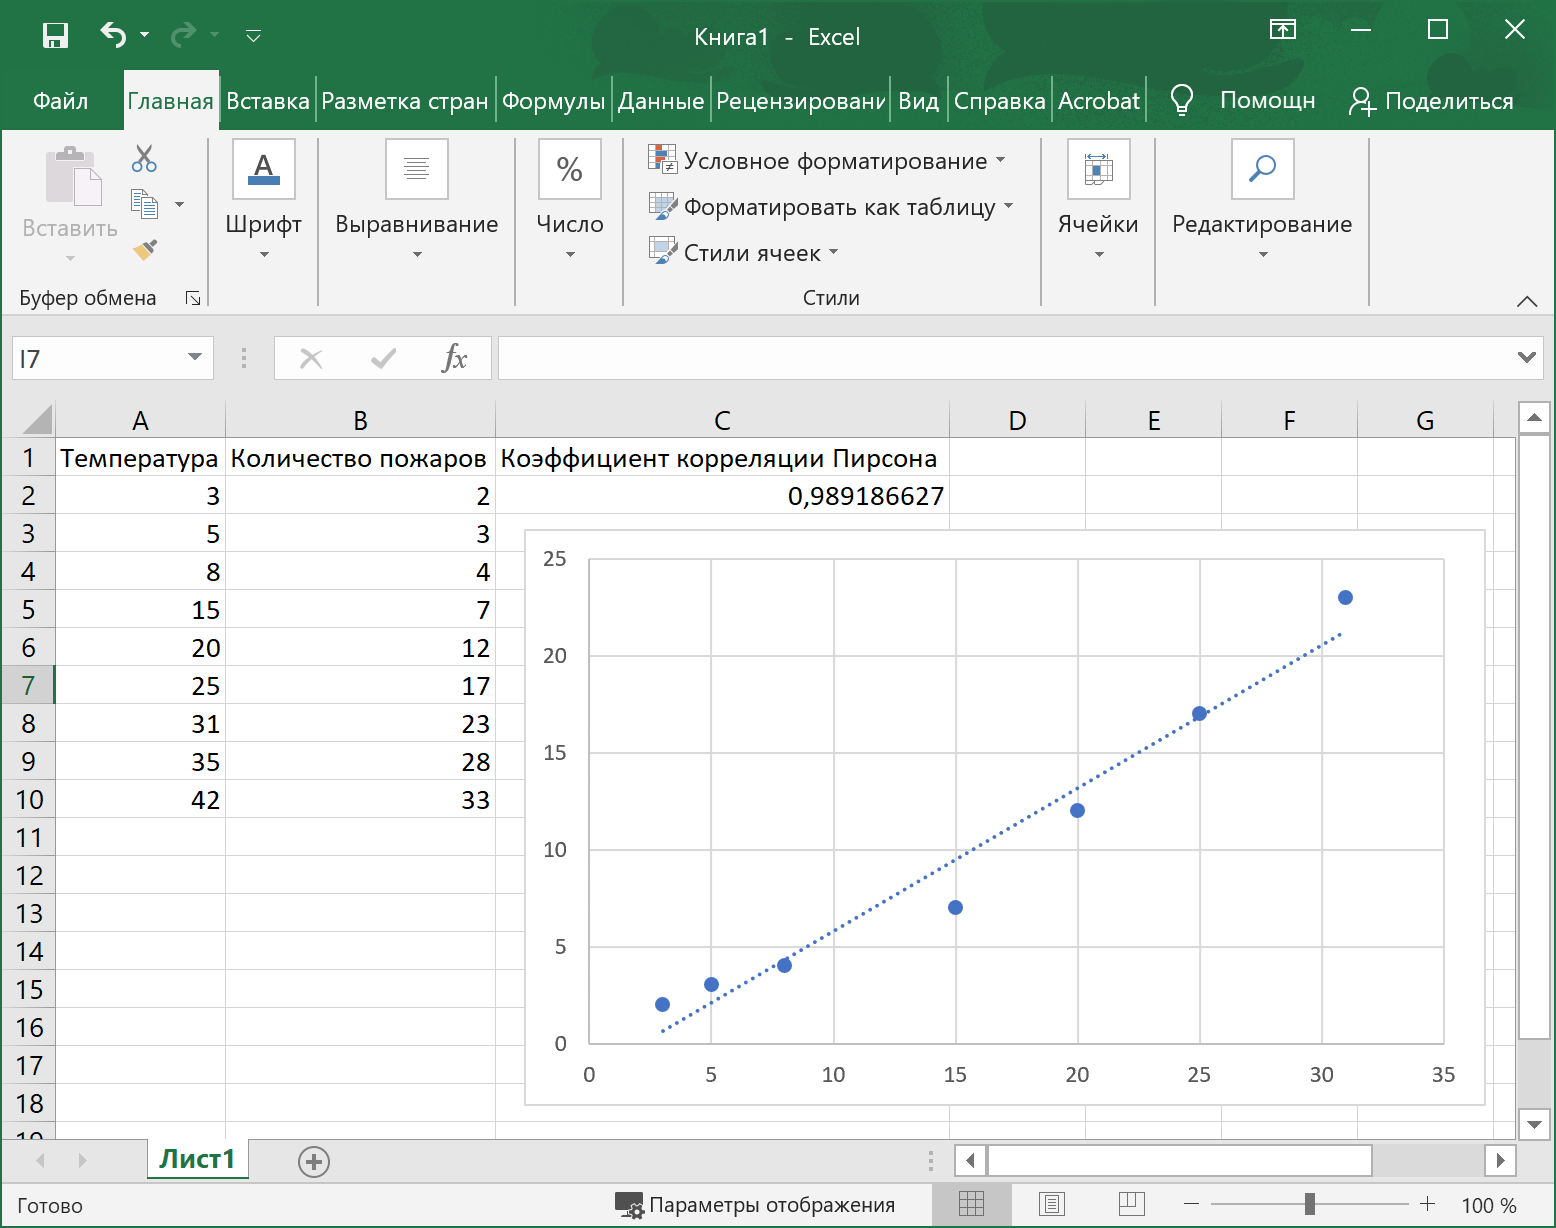 Книга1 - Excel
Файл Главная Вставка Разметка стран Формулы Данные Рецензировани Вид Справка Acrobat Помощн Поделиться
Вставить
Буфер обмена
A
Шрифт
Выравнивание
%
Число
Условное форматирование
Форматировать как таблицу
Стили ячеек
Стили
Ячейки
Редактирование
I7 fx
A B C D E F G
1 Температура Количество пожаров Коэффициент корреляции Пирсона
2 3 2 0,989186627
3 5 3
4 8 4
5 15 7
6 20 12
7 25 17
8 31 23
9 35 28
10 42 33
11
12
13
14
15
16
17
18
19
25
20
15
10
5
0
0 5 10 15 20 25 30 35
Лист1
Готово Параметры отображения 100 %